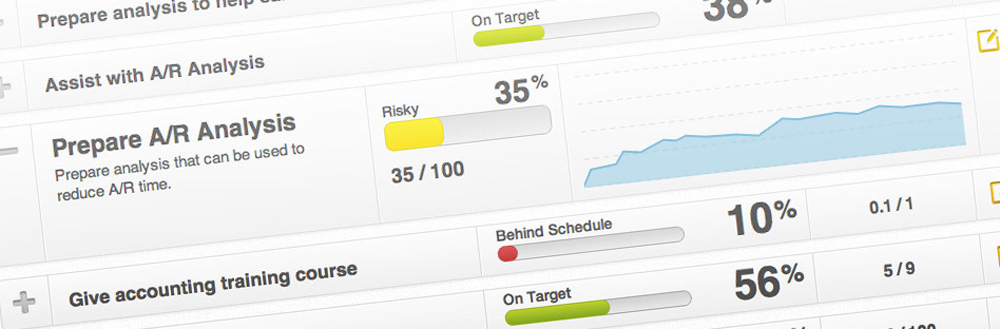 Prepare analysis to help
On Target
38%
Assist with A/R Analysis
Risky
35%
Prepare A/R Analysis
Prepare analysis that can be used to
reduce A/R time.
35 / 100
Behind Schedule
10%
0.1 / 1
Give accounting training course
On Target
56%
5 / 9